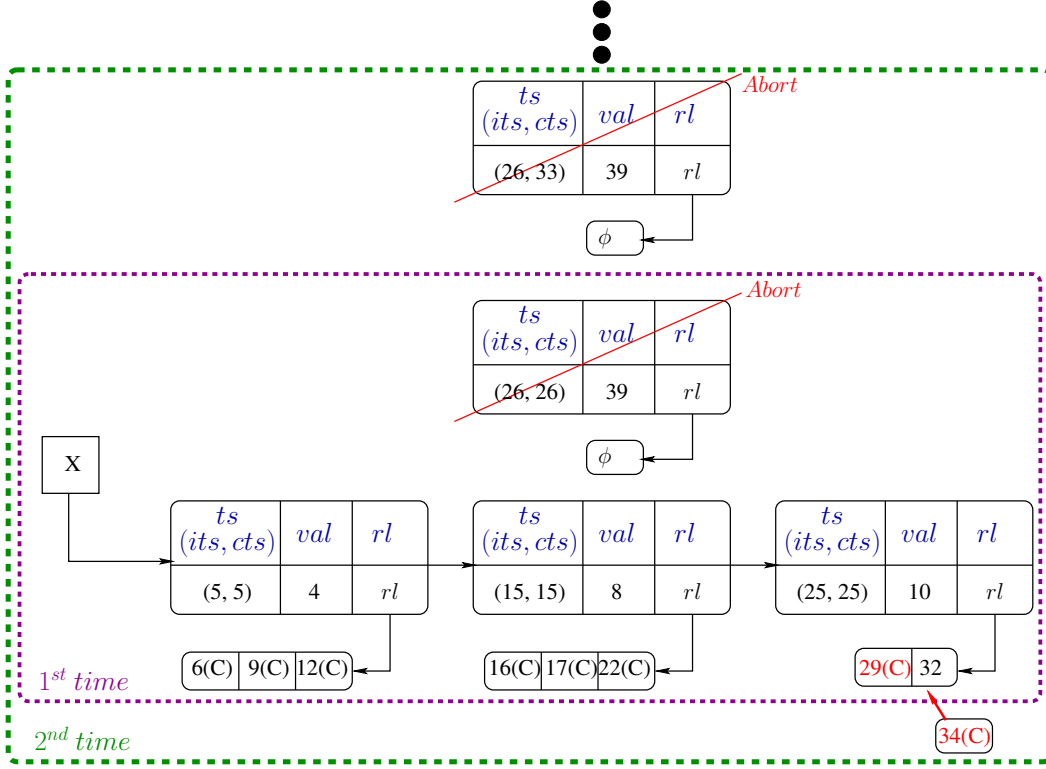 Abort
ts
(its, cts) val rl
(26, 33) 39 rl
ϕ
Abort
ts
(its, cts) val rl
(26, 26) 39 rl
ϕ
X
ts
(its, cts) val rl
(5, 5) 4 rl
6(C) 9(C) 12(C)
ts
(its, cts) val rl
(15, 15) 8 rl
16(C) 17(C) 22(C)
ts
(its, cts) val rl
(25, 25) 10 rl
29(C) 32
34(C)
1st time
2nd time